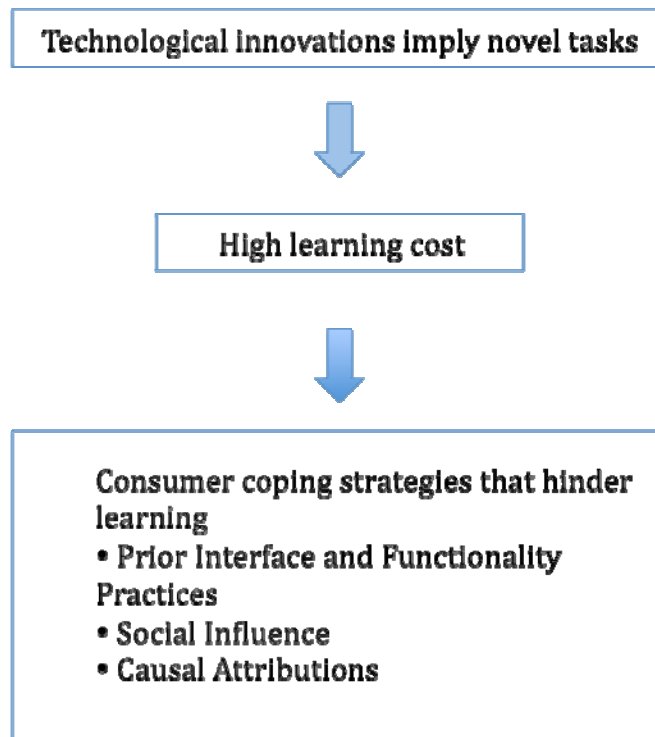 Technological innovations imply novel tasks
High learning cost
Consumer coping strategies that hinder
learning
• Prior Interface and Functionality
Practices
• Social Influence
• Causal Attributions